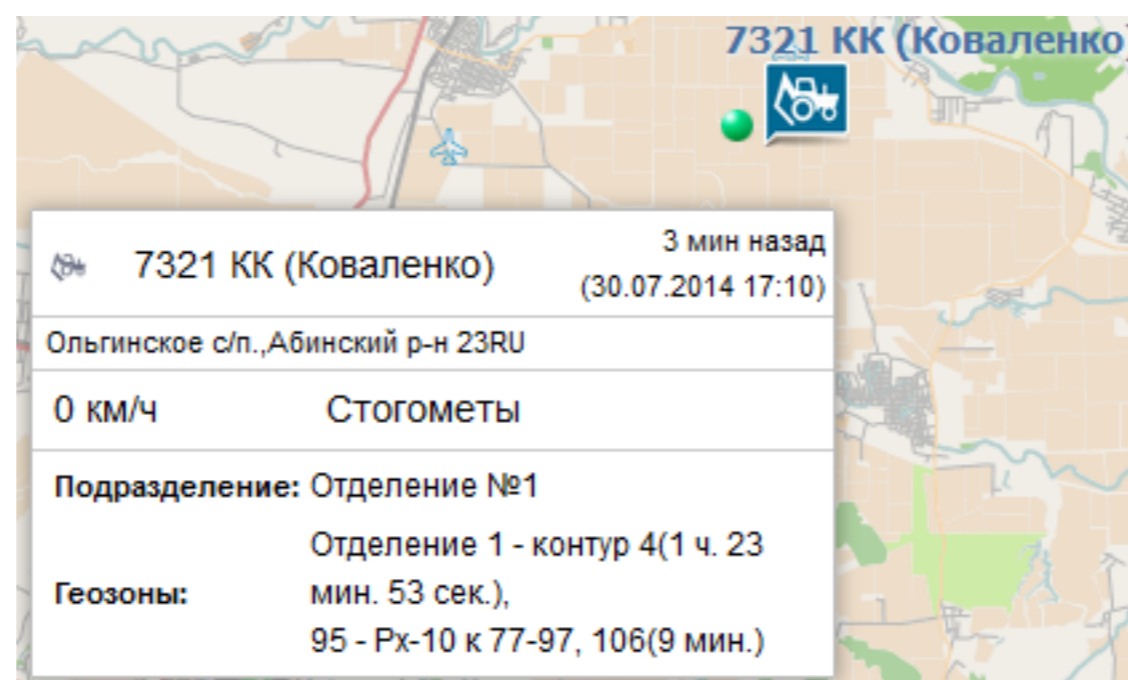 7321 КК (Коваленко)
7321 КК (Коваленко)
3 мин назад
(30.07.2014 17:10)
Ольгинское с/п.,Абинский р-н 23RU
0 км/ч Стогометы
Подразделение: Отделение №1
Геозоны: Отделение 1 - контур 4(1 ч. 23
мин. 53 сек.),
95 - Рх-10 к 77-97, 106(9 мин.)